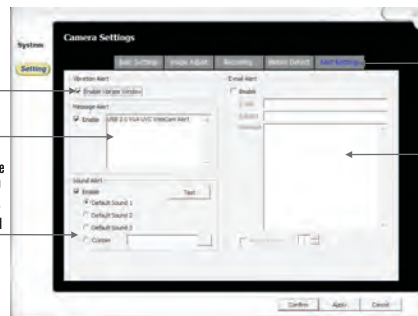 Camera Settings
System
Setting
Basic Settings Image Adjust Recording Motion Detect Alert Settings
Vibration Alert
Enable Vibrate Window
Message Alert
Enable
USB 2.0 VGA UVC WebCam Alert
Sound Alert
Enable
Test
Default Sound 1
Default Sound 2
Default Sound 3
Custom
E-mail Alert
Enable
Confirm Apply Cancel